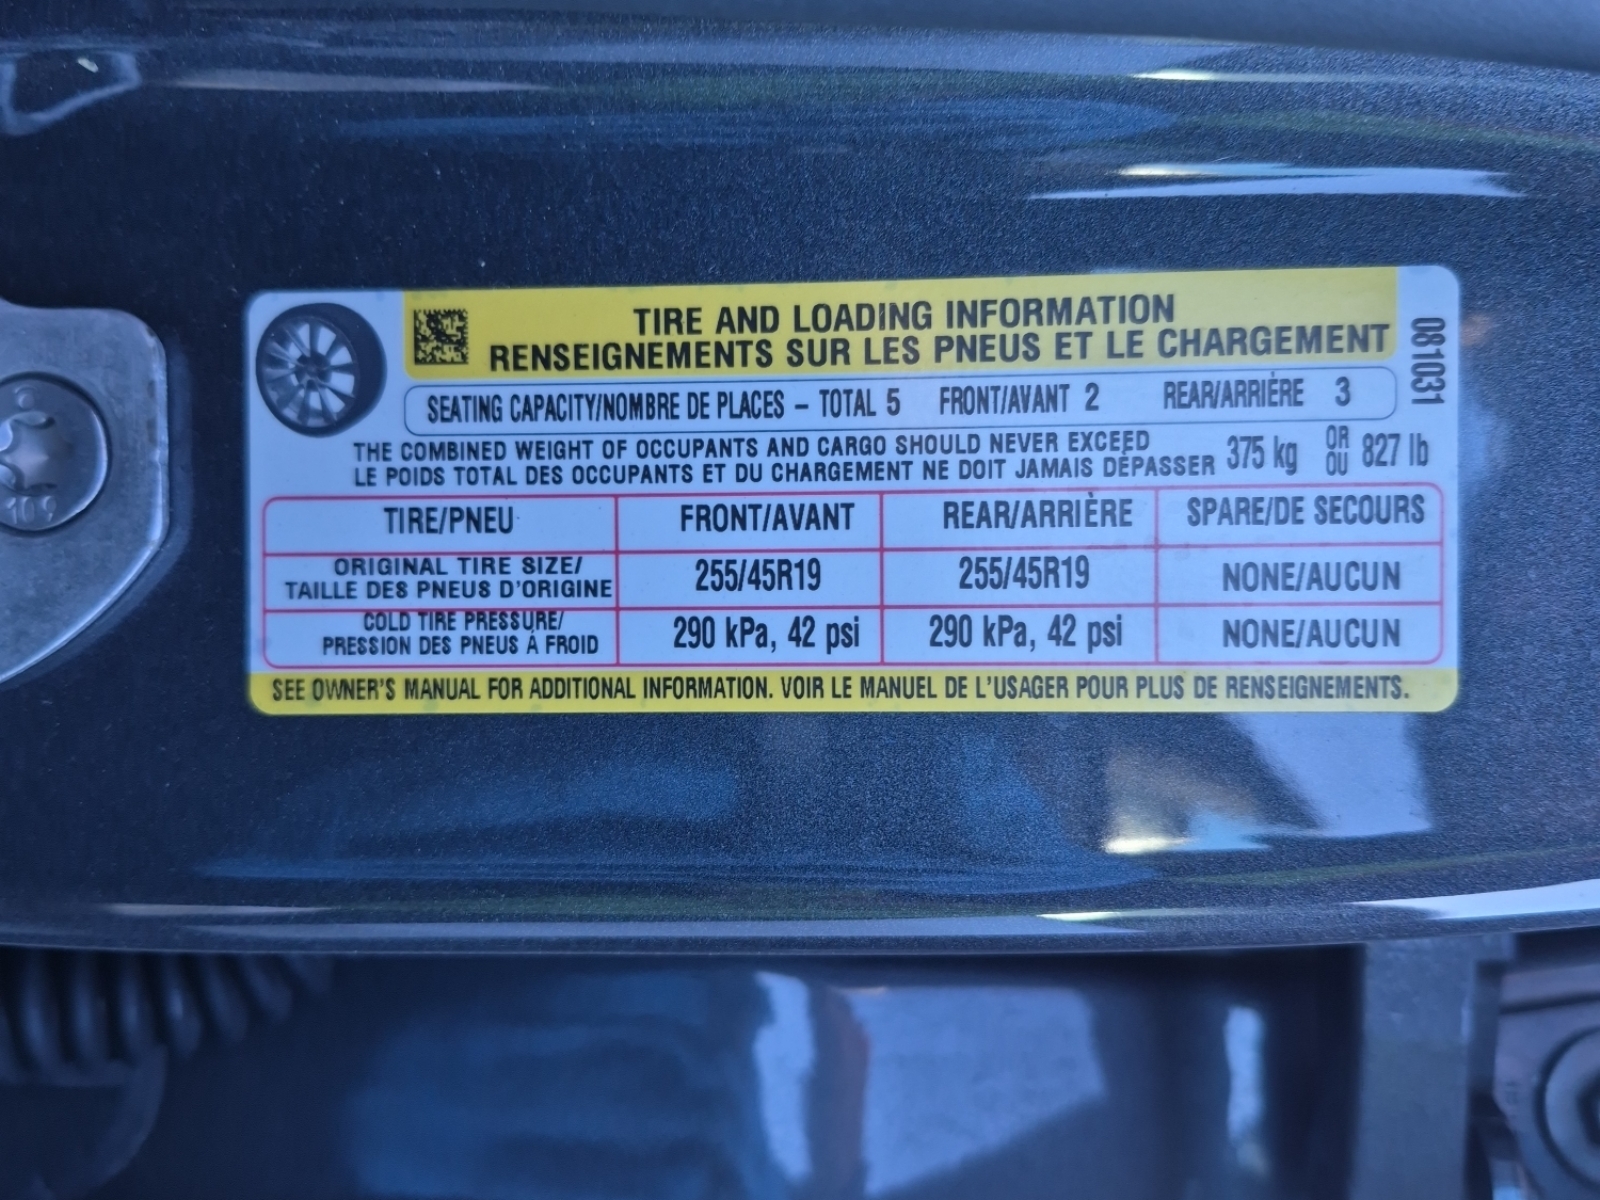 TIRE AND LOADING INFORMATION
RENSEIGNEMENTS SUR LES PNEUS ET LE CHARGEMENT
081031
SEATING CAPACITY/NOMBRE DE PLACES – TOTAL 5 FRONT/AVANT 2 REAR/ARRIÈRE 3
THE COMBINED WEIGHT OF OCCUPANTS AND CARGO SHOULD NEVER EXCEED
LE POIDS TOTAL DES OCCUPANTS ET DU CHARGEMENT NE DOIT JAMAIS DÉPASSER 375 kg OR OU 827 lb
TIRE/PNEU FRONT/AVANT REAR/ARRIÈRE SPARE/DE SECOURS
ORIGINAL TIRE SIZE/
TAILLE DES PNEUS D'ORIGINE 255/45R19 255/45R19 NONE/AUCUN
COLD TIRE PRESSURE/
PRESSION DES PNEUS À FROID 290 kPa, 42 psi 290 kPa, 42 psi NONE/AUCUN
SEE OWNER'S MANUAL FOR ADDITIONAL INFORMATION. VOIR LE MANUEL DE L'USAGER POUR PLUS DE RENSEIGNEMENTS.
10.9